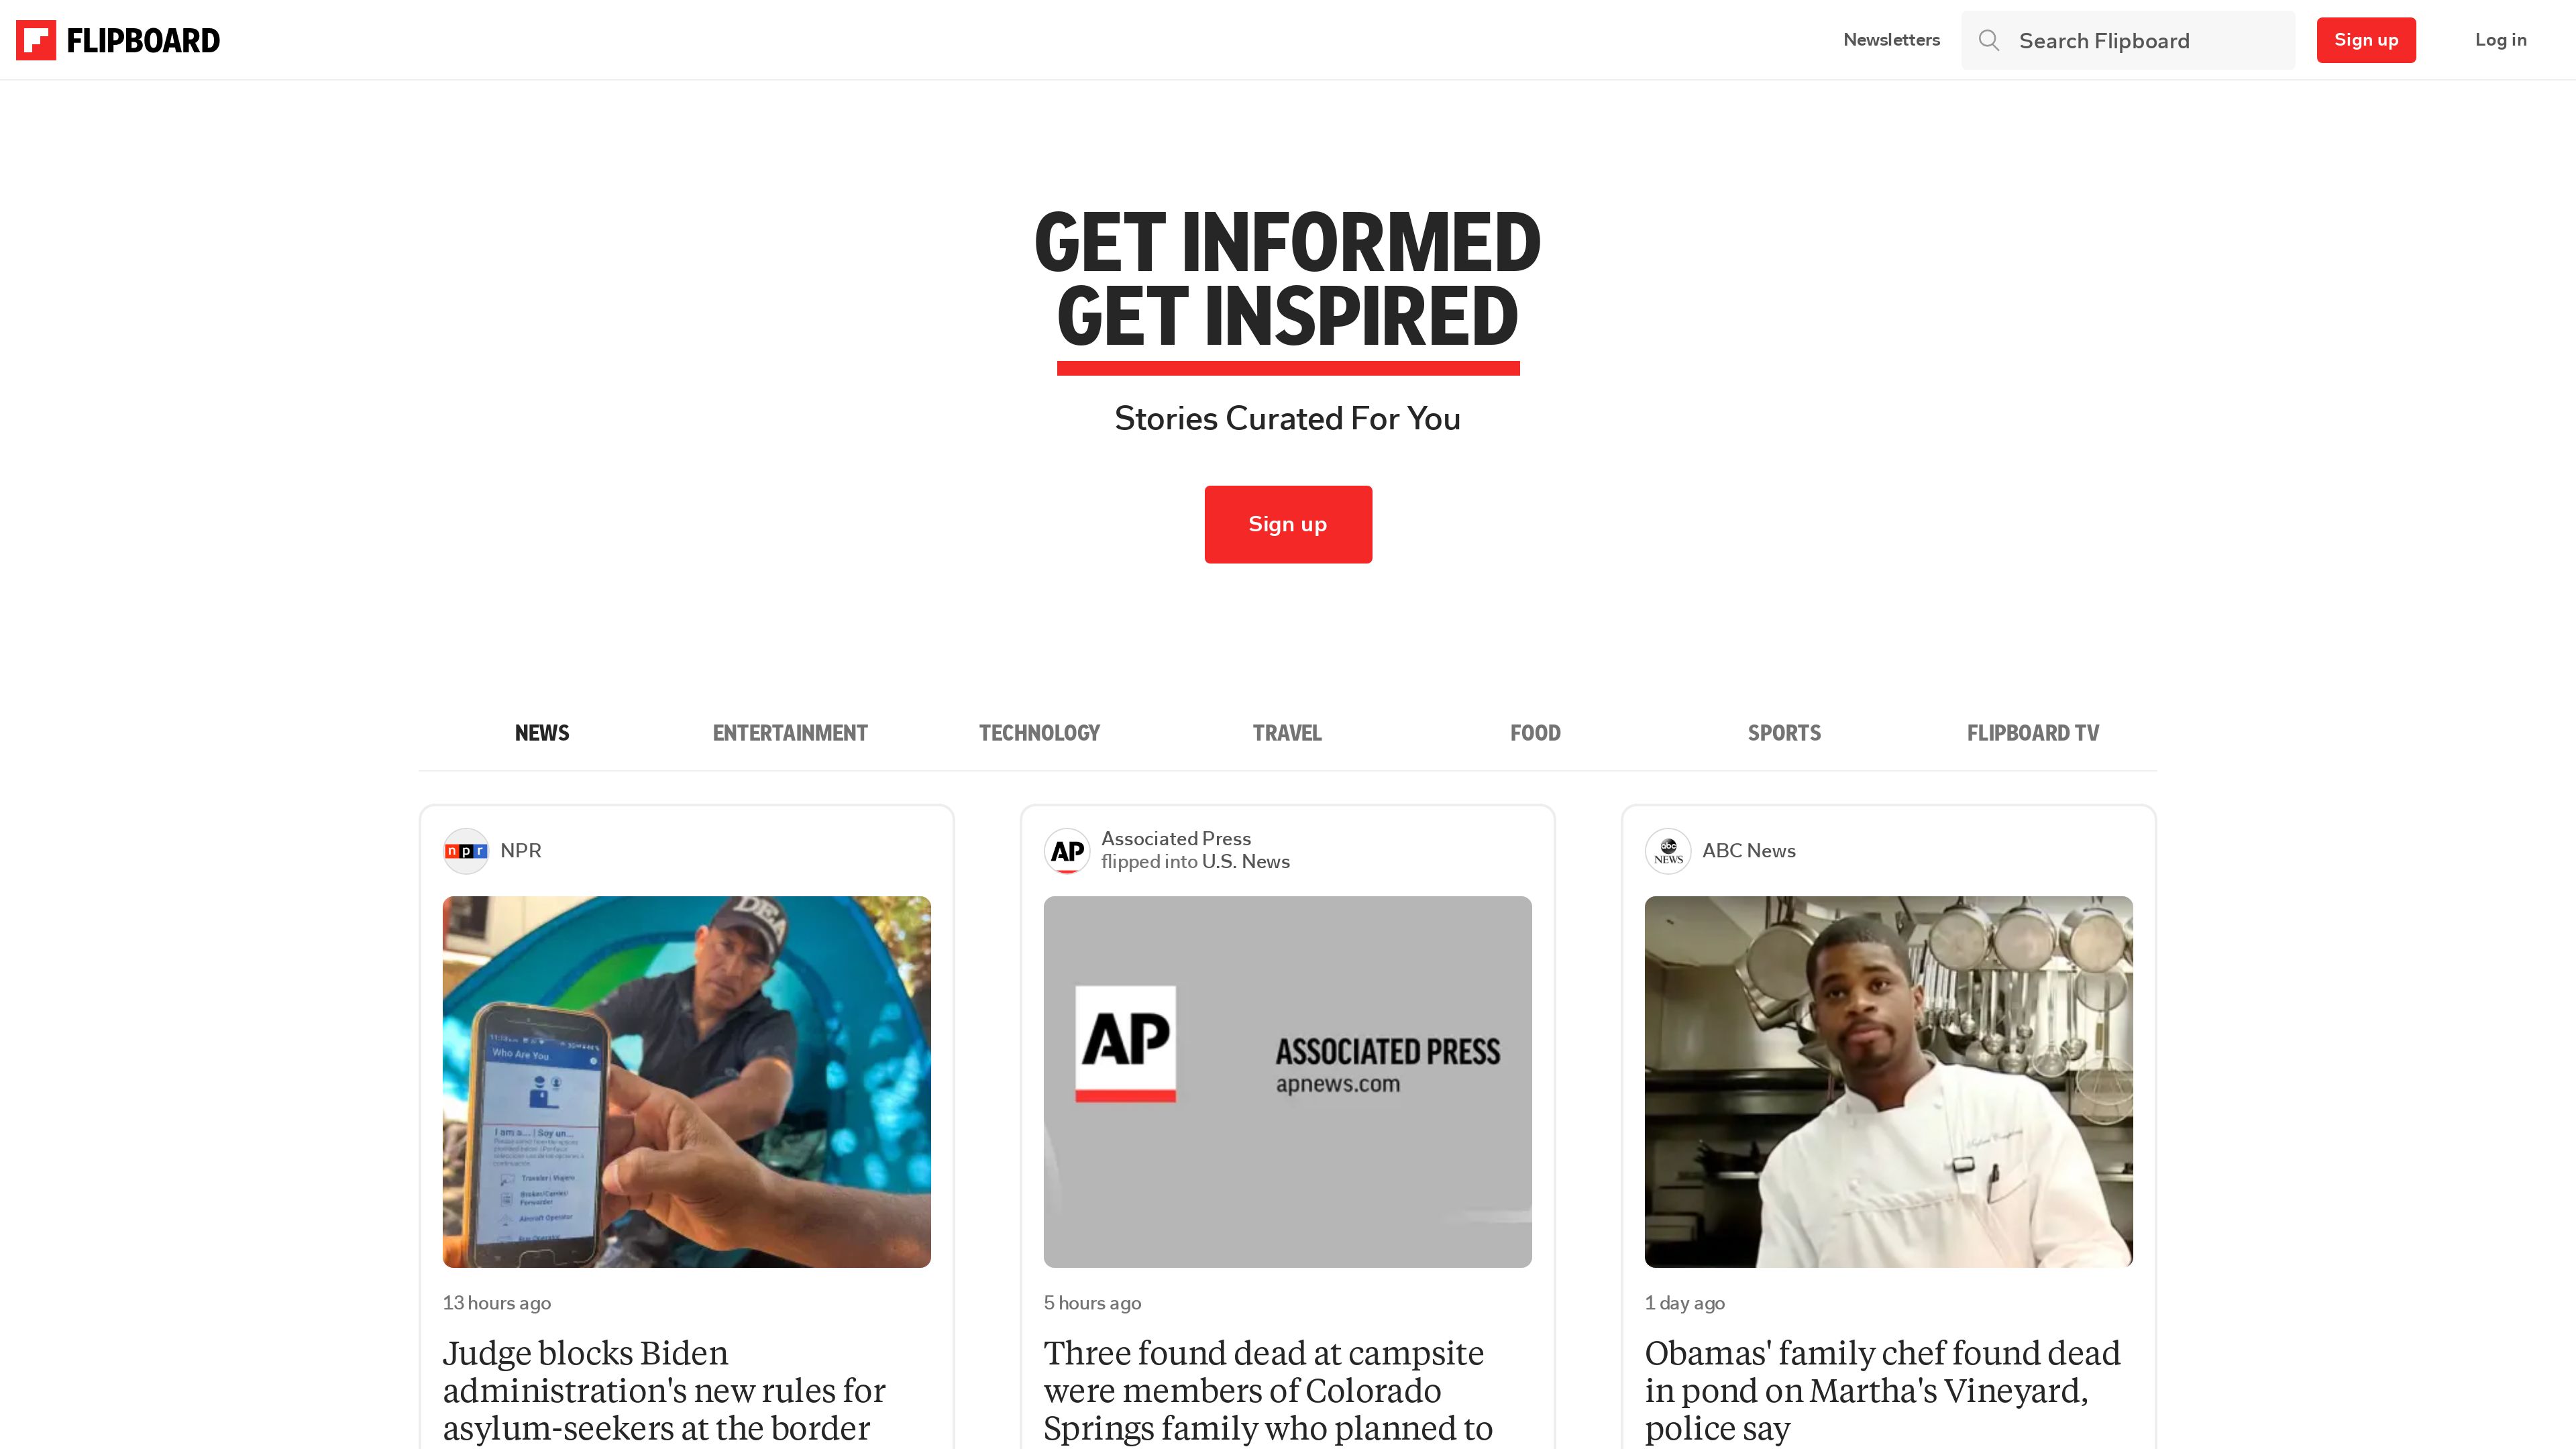 FLIPBOARD
Newsletters
Search Flipboard
Sign up
Log in
GET INFORMED
GET INSPIRED
Stories Curated For You
Sign up
NEWS
ENTERTAINMENT
TECHNOLOGY
TRAVEL
FOOD
SPORTS
FLIPBOARD TV
npr
NPR
DEA
Who Are You
I am a... | Soy un...
Traveler | Viajero
Broker/Carrier/
Forwarder
Aircraft Operator
Bus Operator
13 hours ago
Judge blocks Biden
administration's new rules for
asylum-seekers at the border
AP
Associated Press
flipped into U.S. News
AP
ASSOCIATED PRESS
apnews.com
5 hours ago
Three found dead at campsite
were members of Colorado
Springs family who planned to
abc
NEWS
ABC News
1 day ago
Obamas' family chef found dead
in pond on Martha's Vineyard,
police say